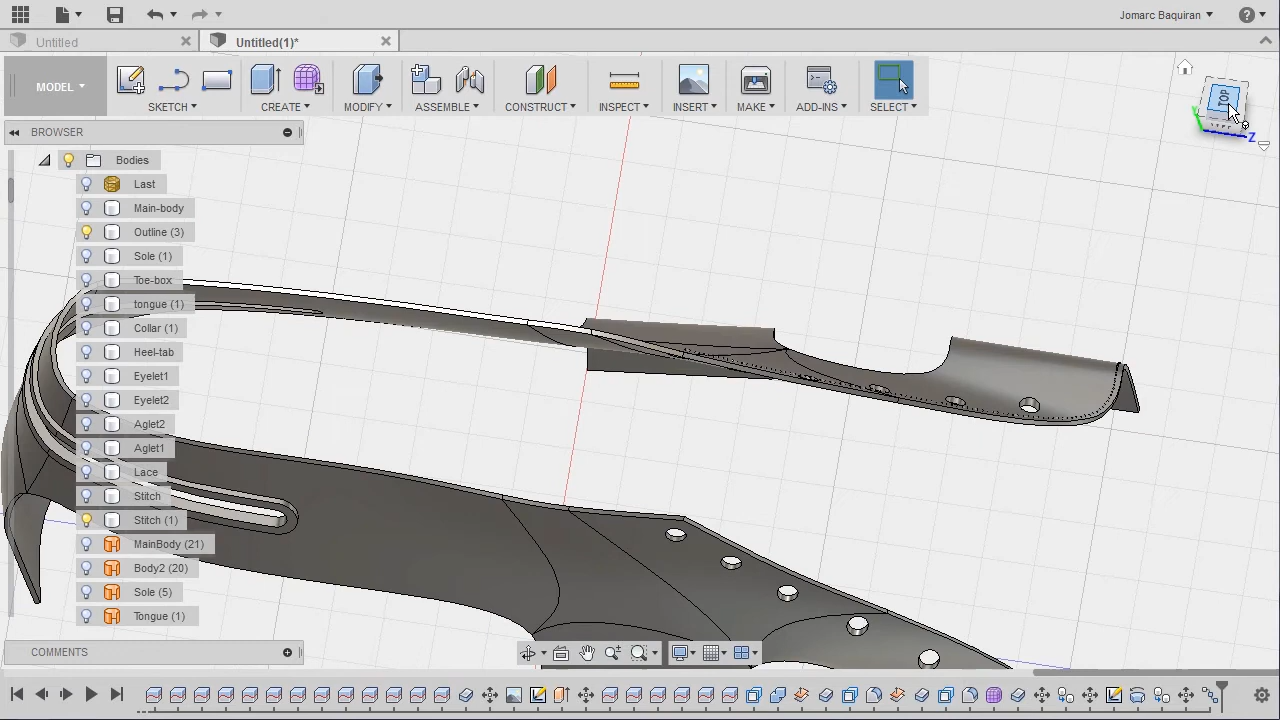 Jomarc Baquiran
Untitled
Untitled(1)*
MODEL
SKETCH
CREATE
MODIFY
ASSEMBLE
CONSTRUCT
INSPECT
INSERT
MAKE
ADD-INS
SELECT
TOP
Y
Z
BROWSER
Bodies
Last
Main-body
Outline (3)
Sole (1)
Toe-box
tongue (1)
Collar (1)
Heel-tab
Eyelet1
Eyelet2
Aglet2
Aglet1
Lace
Stitch
Stitch (1)
MainBody (21)
Body2 (20)
Sole (5)
Tongue (1)
COMMENTS